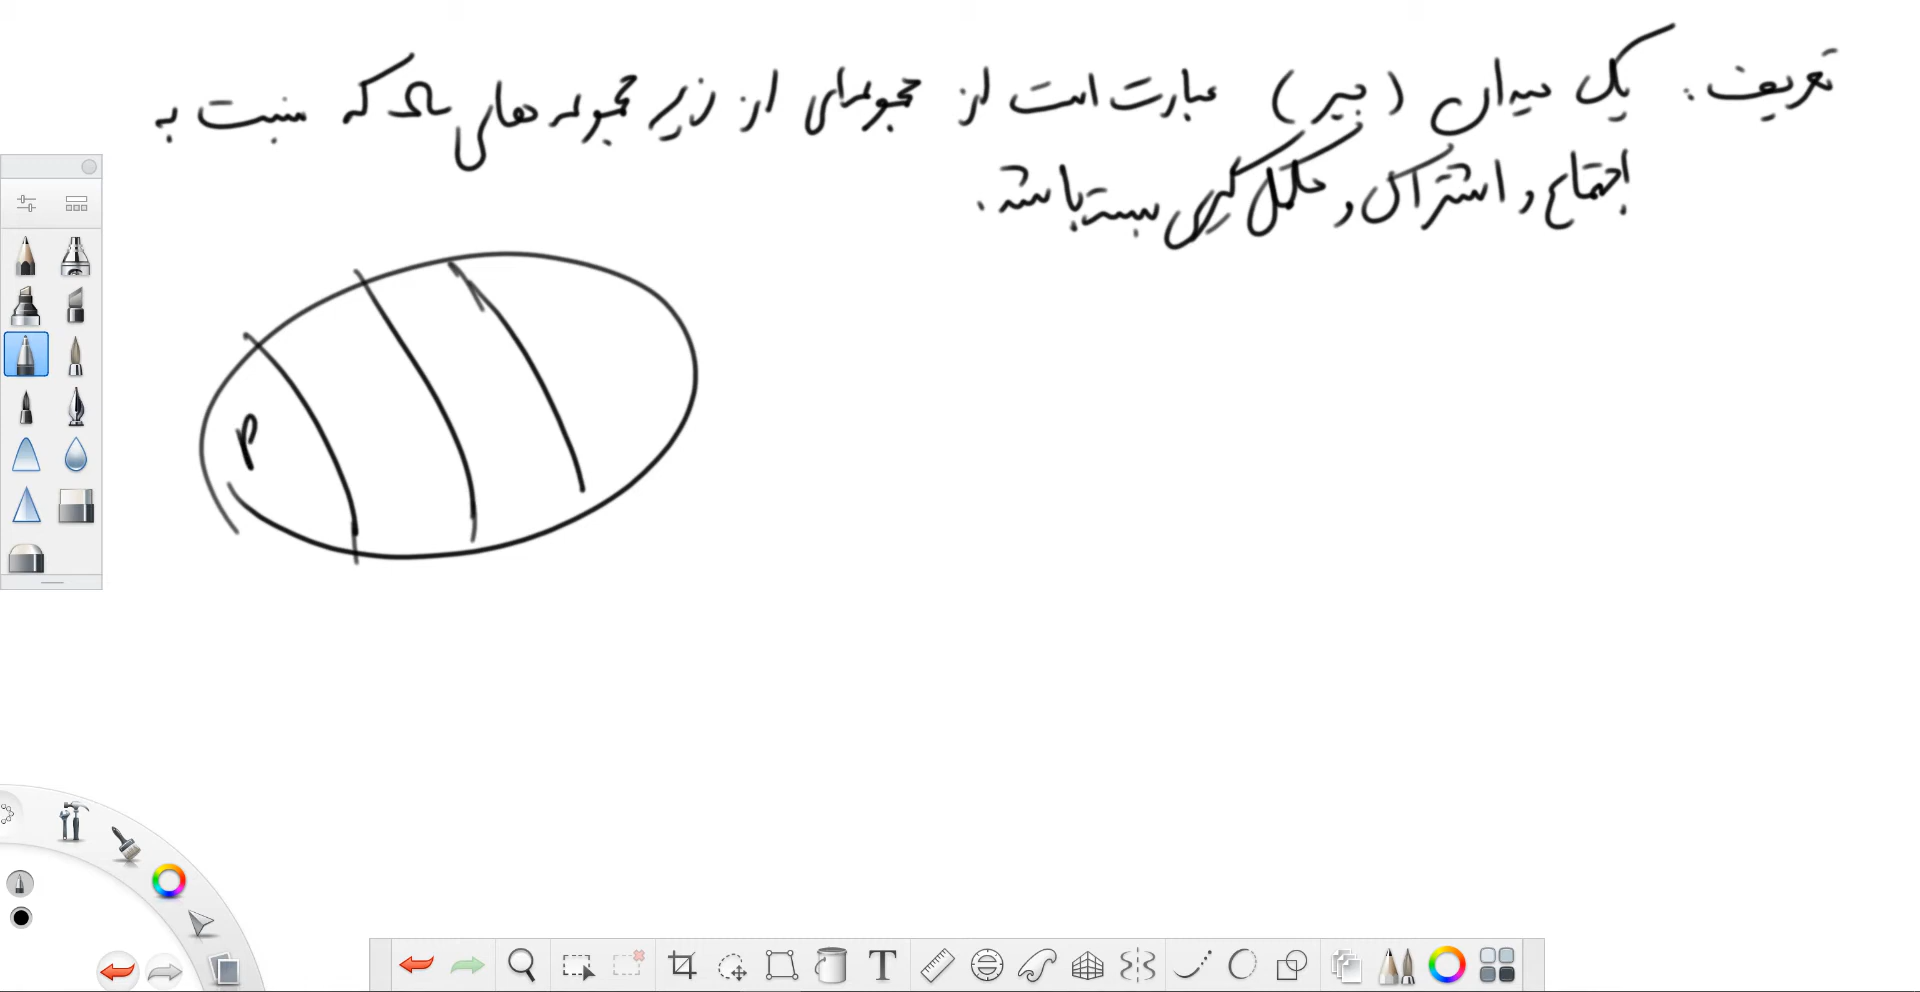 تعریف: یک میدان (جبر) عبارت است از مجموعه‌ای از زیرمجموعه‌های Ω که نسبت به
اجتماع و اشتراک و مکمل‌گیری بسته باشد.
P
T